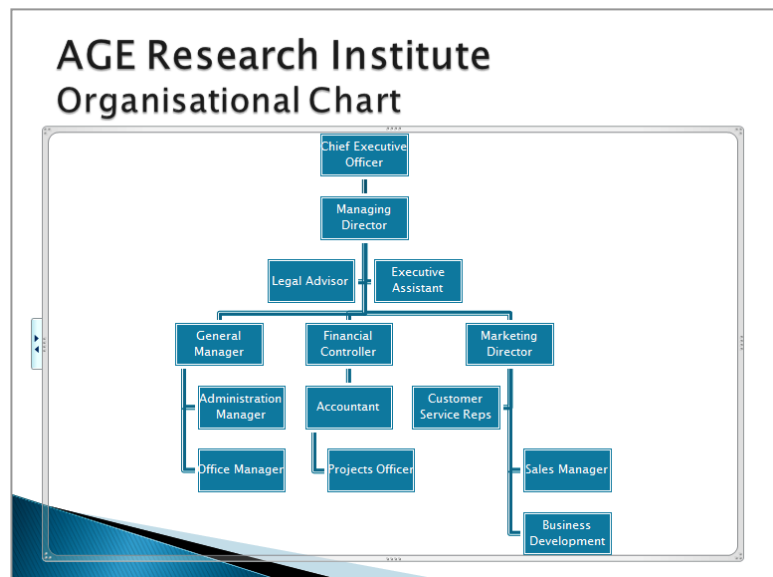 AGE Research Institute
Organisational Chart
Chief Executive
Officer
Managing
Director
Legal Advisor
Executive
Assistant
General
Manager
Financial
Controller
Marketing
Director
Administration
Manager
Accountant
Customer
Service Reps
Office Manager
Projects Officer
Sales Manager
Business
Development